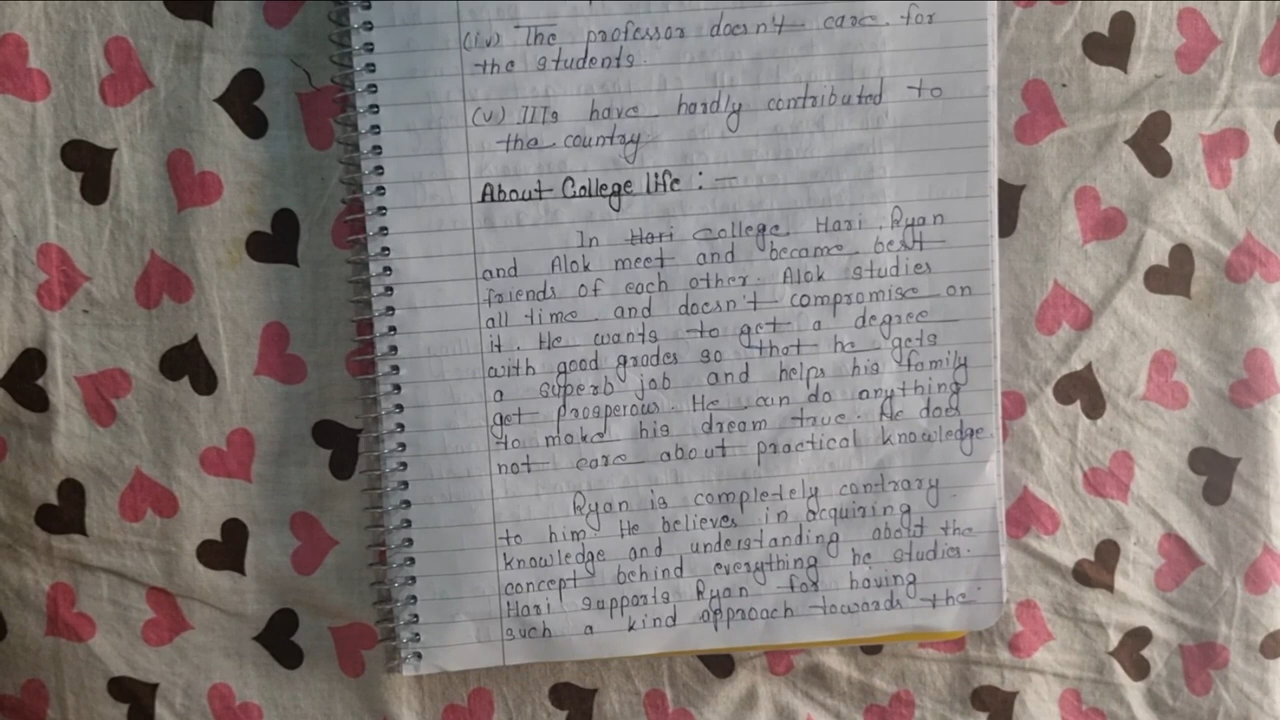 (iv) The professor doesn't care for
the students.
(v) IITs have hardly contributed to
the country.
About College life : —
In Hari college Hari, Ryan
and Alok meet and become best
friends of each other. Alok studies
all time and doesn't compromise on
it. He wants to get a degree
with good grades so that he gets
a superb job and helps his family
get prosperous. He can do anything
to make his dream true. He does
not care about practical knowledge.
Ryan is completely contrary
to him. He believes in acquiring
knowledge and understanding about the
concept behind everything he studies.
Hari supports Ryan for having
such a kind approach towards the